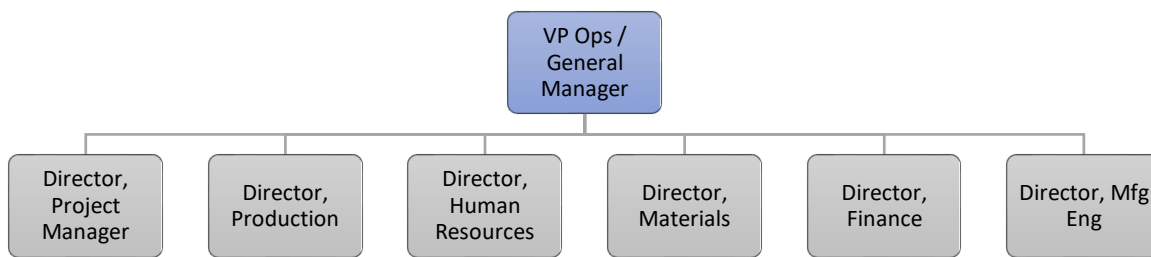 VP Ops /
General
Manager
Director,
Project
Manager
Director,
Production
Director,
Human
Resources
Director,
Materials
Director,
Finance
Director, Mfg
Eng